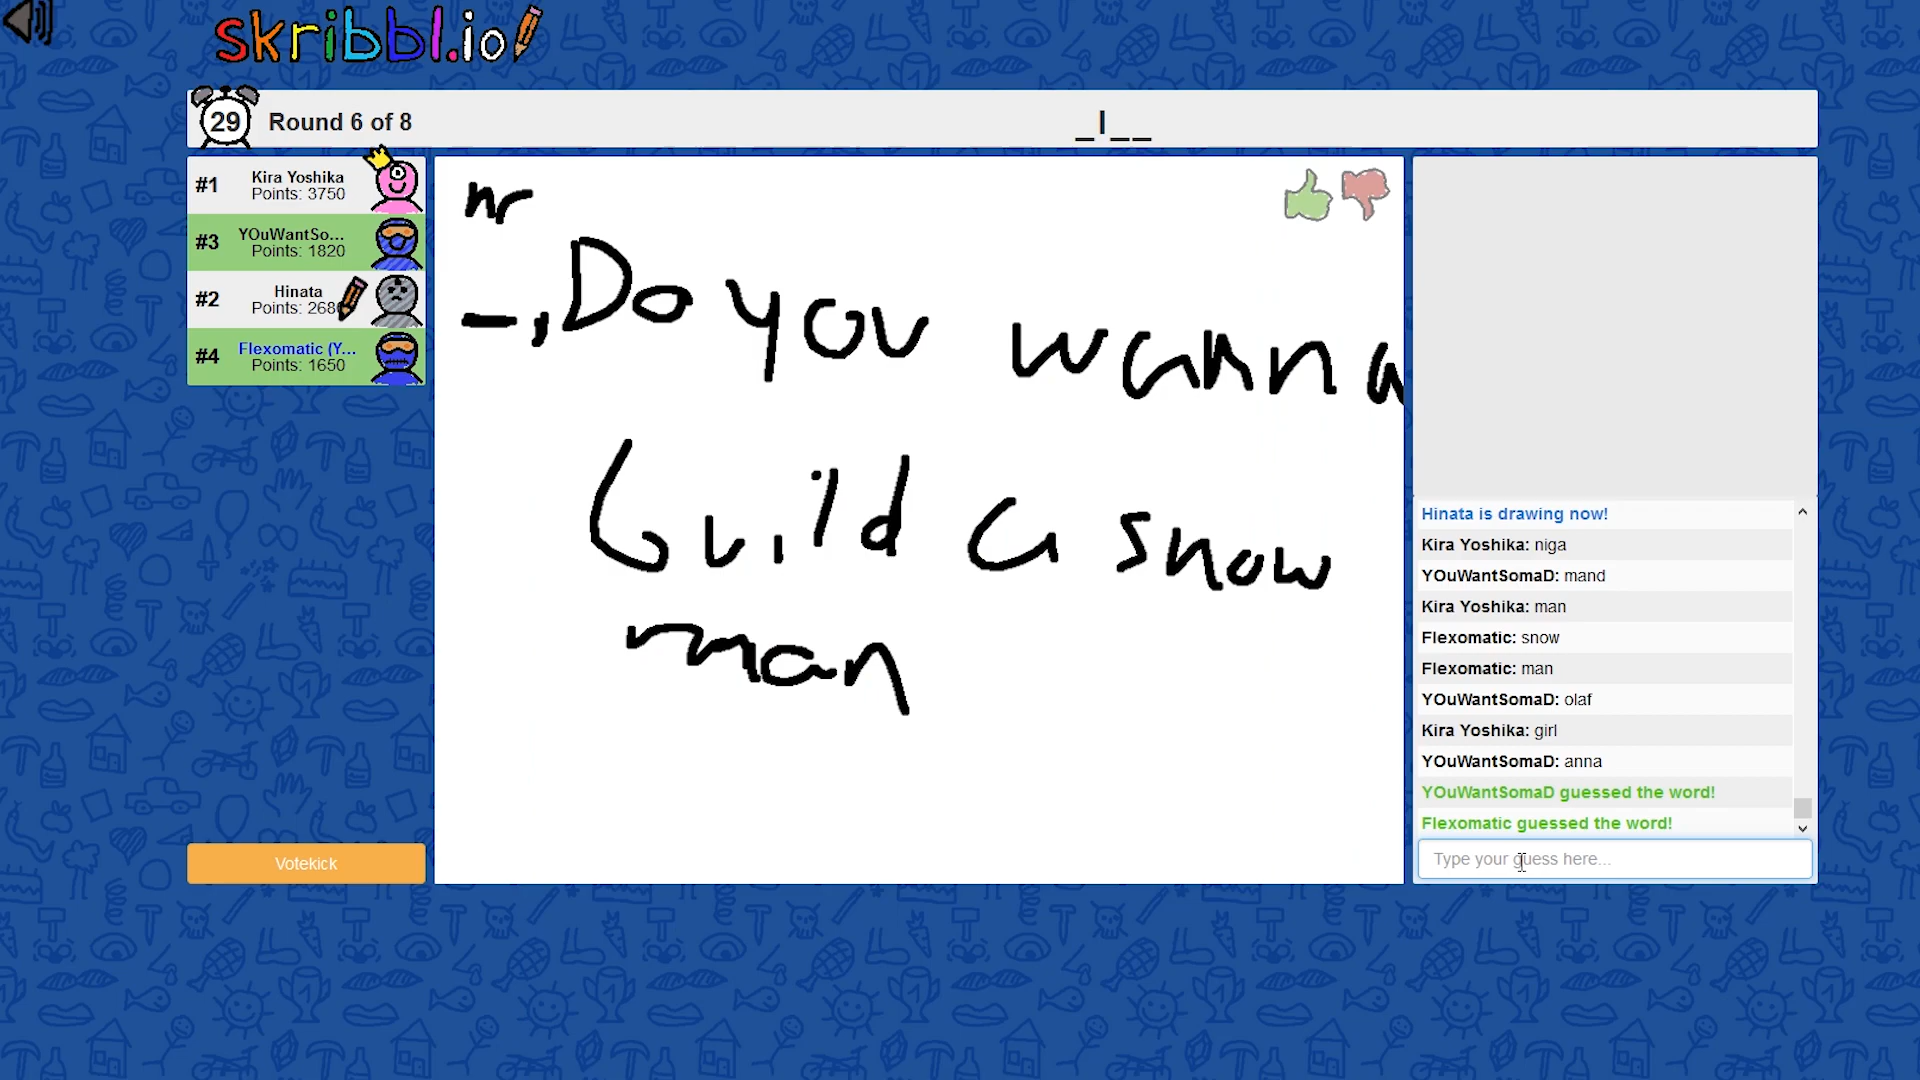 skribbl.io
29
Round 6 of 8
_l__
#1 Kira Yoshika
Points: 3750
#3 YOuWantSo...
Points: 1820
#2 Hinata
Points: 268
#4 Flexomatic (Y...
Points: 1650
Votekick
nr
-, Do you wanna
build a snow
man
Hinata is drawing now!
Kira Yoshika: niga
YOuWantSomaD: mand
Kira Yoshika: man
Flexomatic: snow
Flexomatic: man
YOuWantSomaD: olaf
Kira Yoshika: girl
YOuWantSomaD: anna
YOuWantSomaD guessed the word!
Flexomatic guessed the word!
Type your guess here...